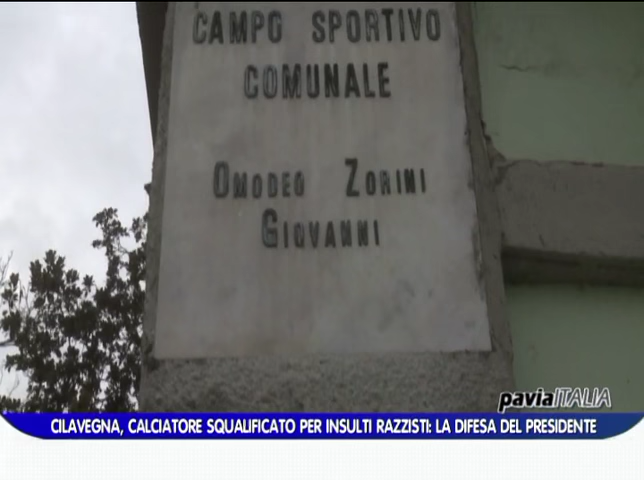 CAMPO SPORTIVO
COMUNALE
OMODEO ZORINI
GIOVANNI
paviaITALIA
CILAVEGNA, CALCIATORE SQUALIFICATO PER INSULTI RAZZISTI: LA DIFESA DEL PRESIDENTE